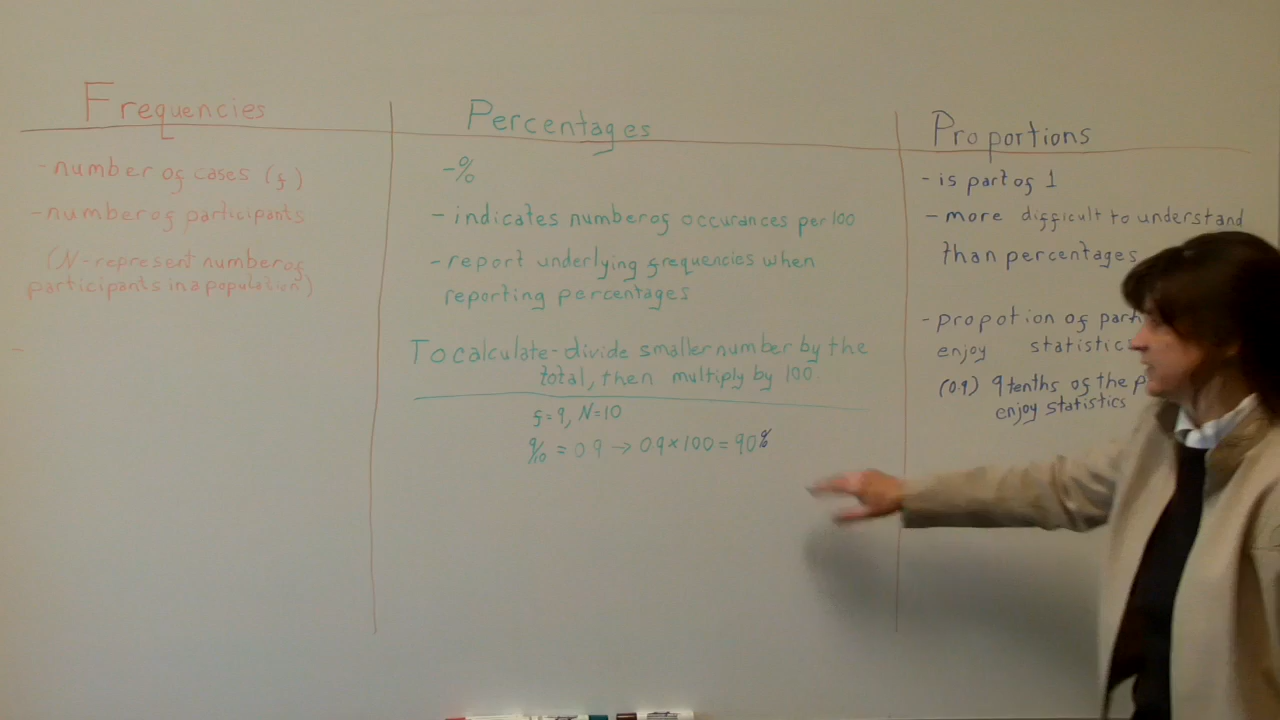 Frequencies
- number of cases (f)
- number of participants
(N - represent number of
participants in a population)
Percentages
- %
- indicates number of occurances per 100
- report underlying frequencies when
reporting percentages
To calculate - divide smaller number by the
total, then multiply by 100
f = 9, N = 10
9/10 = 0.9 → 0.9 × 100 = 90%
Proportions
- is part of 1
- more difficult to understand
than percentages
- propotion of
enjoy statistics
(0.9) 9 tenths of the
enjoy statistics